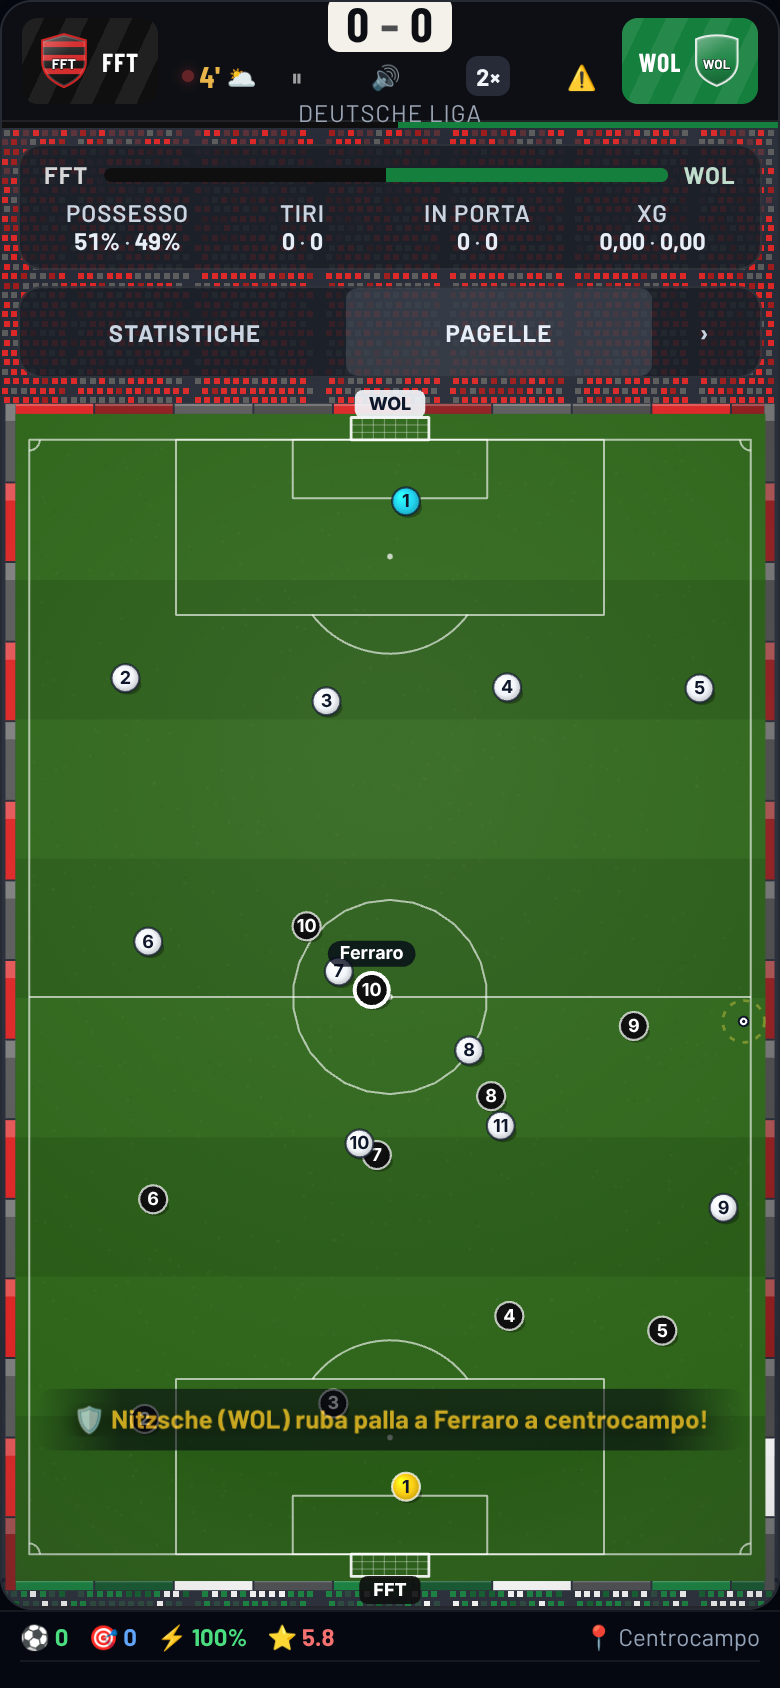 0 - 0
FFT
FFT
4'
2×
WOL
WOL
DEUTSCHE LIGA
FFT
WOL
POSSESSO
TIRI
IN PORTA
XG
51% · 49%
0 · 0
0 · 0
0,00 · 0,00
STATISTICHE
PAGELLE
›
WOL
1
2
3
4
5
6
10
Ferraro
7
10
9
8
8
11
10
7
6
9
4
5
3
2
Nitzsche (WOL) ruba palla a Ferraro a centrocampo!
1
FFT
0
0
100%
5.8
Centrocampo